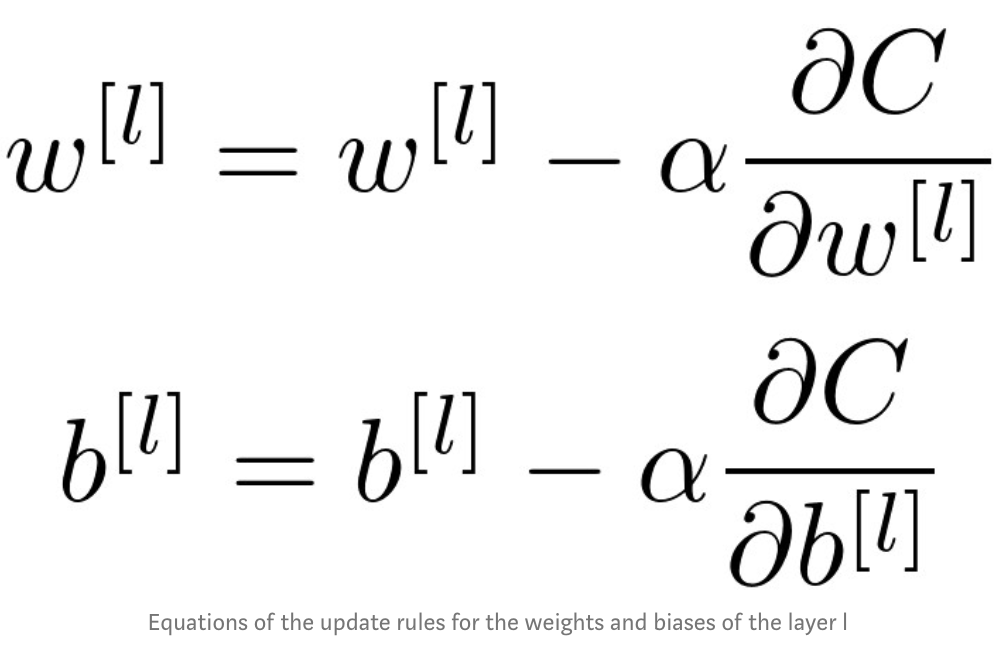 w^{[l]} = w^{[l]} − α ∂C/∂w^{[l]}
b^{[l]} = b^{[l]} − α ∂C/∂b^{[l]}
Equations of the update rules for the weights and biases of the layer l